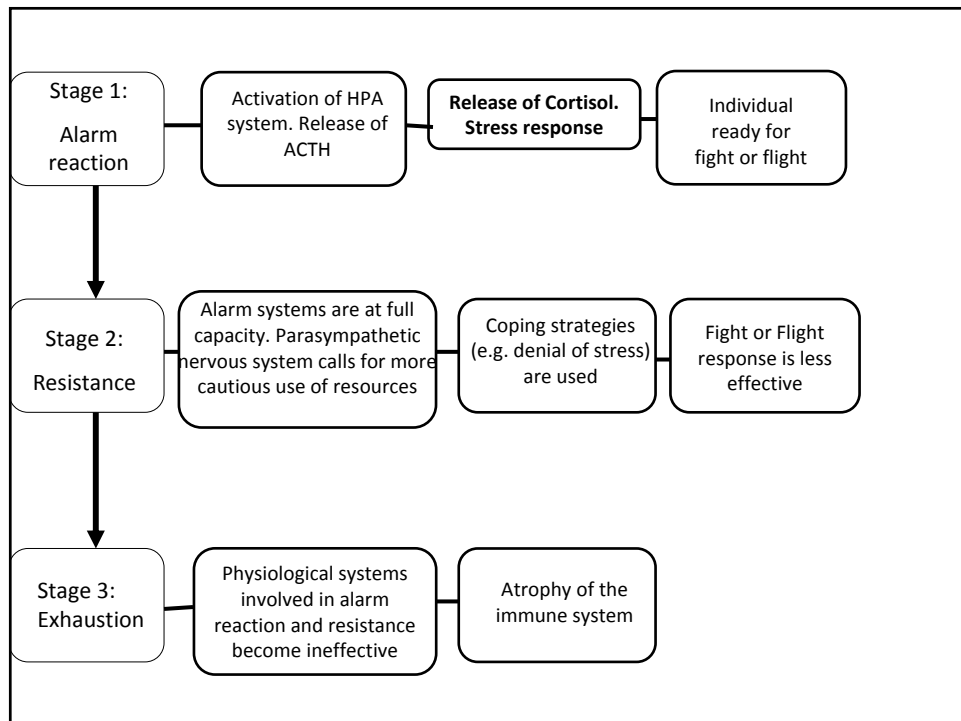 Stage 1:
Alarm
reaction
Activation of HPA
system. Release of
ACTH
Release of Cortisol.
Stress response
Individual
ready for
fight or flight
Stage 2:
Resistance
Alarm systems are at full
capacity. Parasympathetic
nervous system calls for more
cautious use of resources
Coping strategies
(e.g. denial of stress)
are used
Fight or Flight
response is less
effective
Stage 3:
Exhaustion
Physiological systems
involved in alarm
reaction and resistance
become ineffective
Atrophy of the
immune system